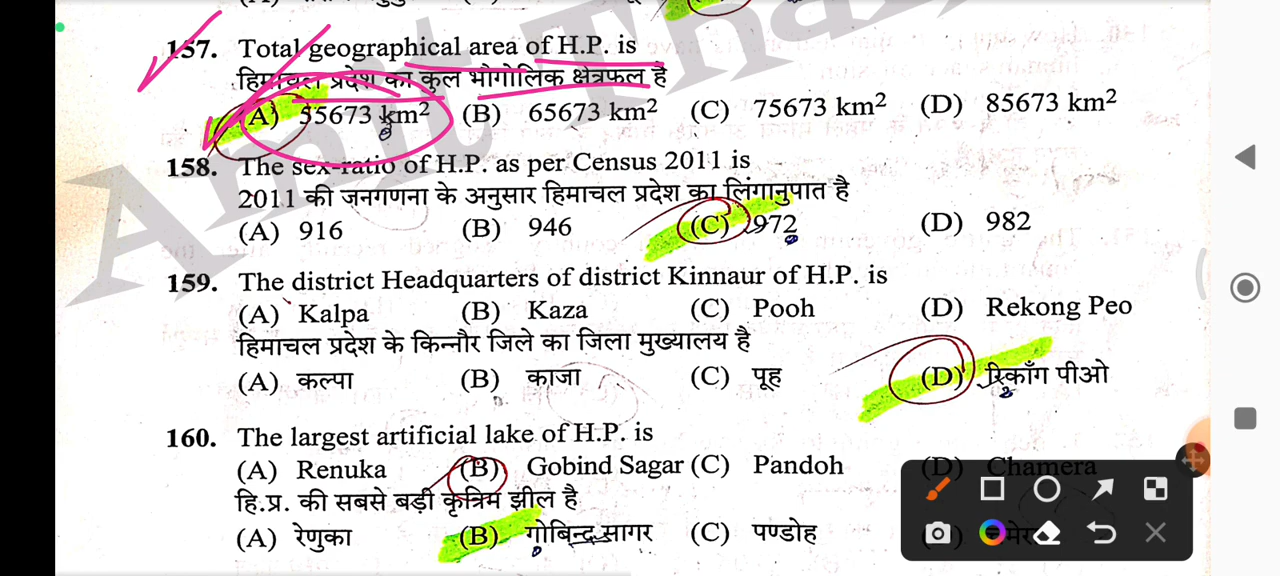 157. Total geographical area of H.P. is
हिमाचल प्रदेश का कुल भौगोलिक क्षेत्रफल है
(A) 55673 km² (B) 65673 km² (C) 75673 km² (D) 85673 km²
158. The sex-ratio of H.P. as per Census 2011 is
2011 की जनगणना के अनुसार हिमाचल प्रदेश का लिंगानुपात है
(A) 916 (B) 946 (C) 972 (D) 982
159. The district Headquarters of district Kinnaur of H.P. is
(A) Kalpa (B) Kaza (C) Pooh (D) Rekong Peo
हिमाचल प्रदेश के किन्नौर जिले का जिला मुख्यालय है
(A) कल्पा (B) काजा (C) पूह (D) रिकाँग पीओ
160. The largest artificial lake of H.P. is
(A) Renuka (B) Gobind Sagar (C) Pandoh (D) Chamera
हि.प्र. की सबसे बड़ी कृत्रिम झील है
(A) रेणुका (B) गोबिन्द सागर (C) पण्डोह
Amit Tha